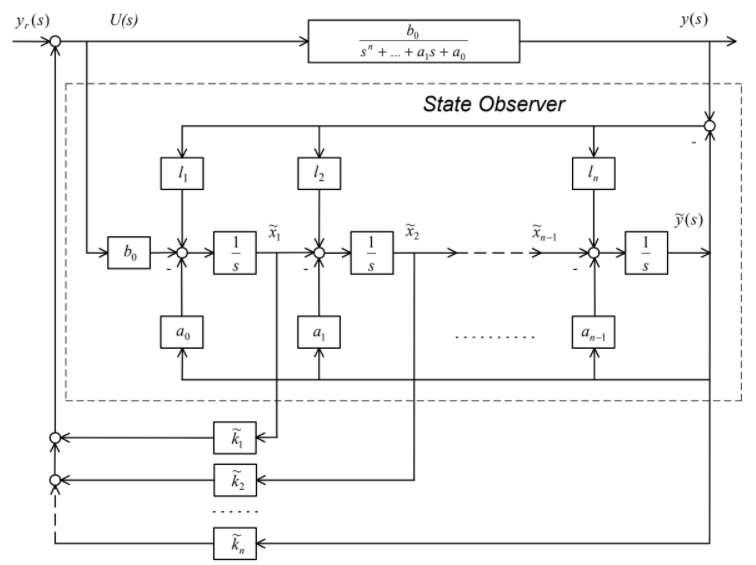 y_r(s) U(s) y(s)
b_0
s^n + ... + a_1 s + a_0
State Observer
-
l_1 l_2 l_n
x̃_1 x̃_2 x̃_{n-1} ỹ(s)
b_0 1/s 1/s 1/s
- - -
a_0 a_1 ......... a_{n-1}
k̃_1
k̃_2
......
k̃_n